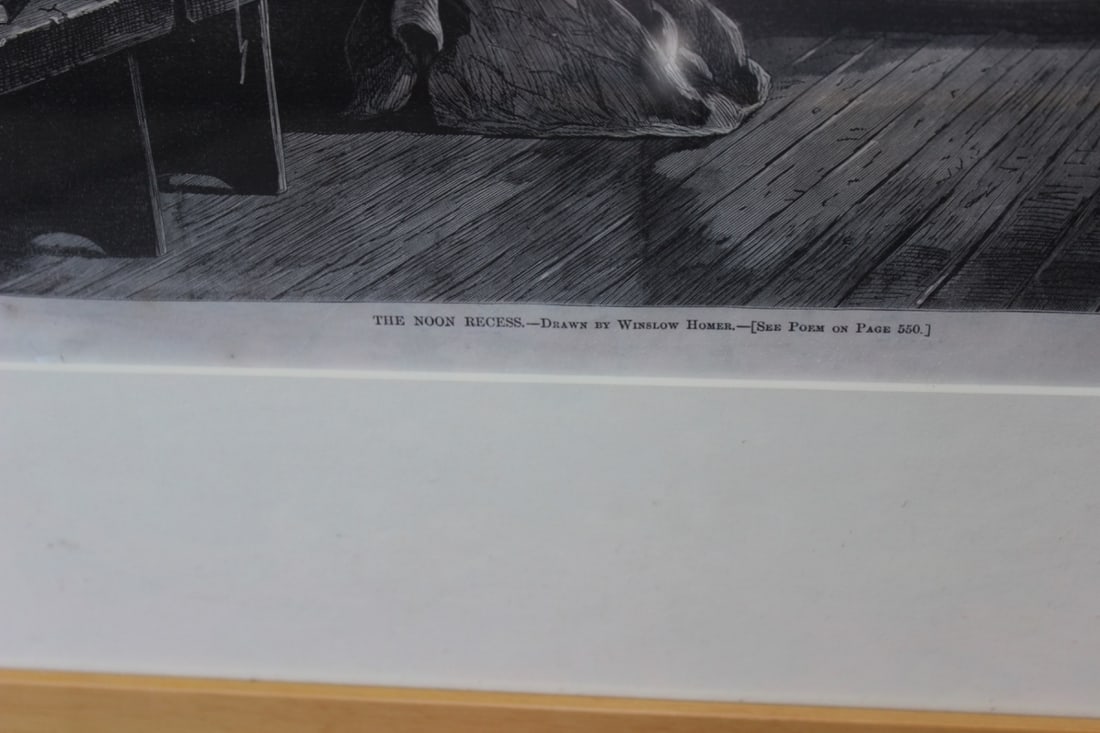 THE NOON RECESS.—Drawn by Winslow Homer.—[See Poem on Page 550.]